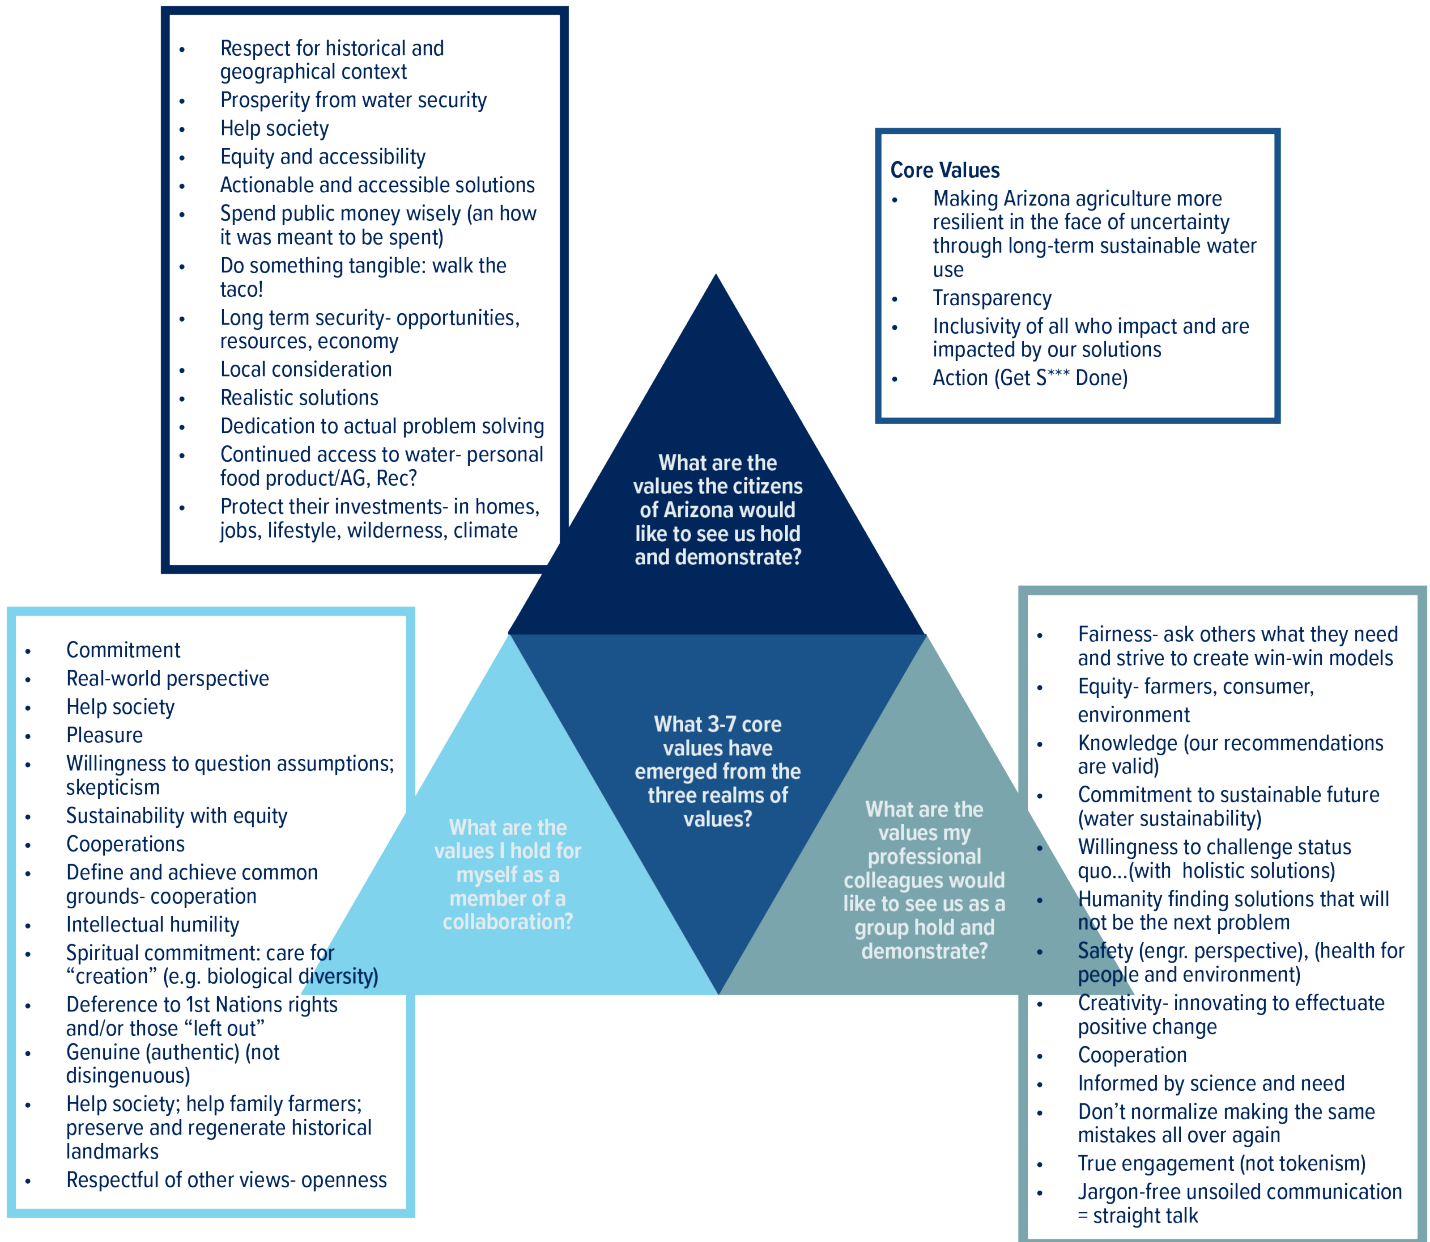 • Respect for historical and
geographical context
• Prosperity from water security
• Help society
• Equity and accessibility
• Actionable and accessible solutions
• Spend public money wisely (an how
it was meant to be spent)
• Do something tangible: walk the
taco!
• Long term security- opportunities,
resources, economy
• Local consideration
• Realistic solutions
• Dedication to actual problem solving
• Continued access to water- personal
food product/AG, Rec?
• Protect their investments- in homes,
jobs, lifestyle, wilderness, climate
Core Values
• Making Arizona agriculture more
resilient in the face of uncertainty
through long-term sustainable water
use
• Transparency
• Inclusivity of all who impact and are
impacted by our solutions
• Action (Get S*** Done)
What are the
values the citizens
of Arizona would
like to see us hold
and demonstrate?
• Commitment
• Real-world perspective
• Help society
• Pleasure
• Willingness to question assumptions;
skepticism
• Sustainability with equity
• Cooperations
• Define and achieve common
grounds- cooperation
• Intellectual humility
• Spiritual commitment: care for
“creation” (e.g. biological diversity)
• Deference to 1st Nations rights
and/or those “left out”
• Genuine (authentic) (not
disingenuous)
• Help society; help family farmers;
preserve and regenerate historical
landmarks
• Respectful of other views- openness
What are the
values I hold for
myself as a
member of a
collaboration?
What 3-7 core
values have
emerged from the
three realms of
values?
What are the
values my
professional
colleagues would
like to see us as a
group hold and
demonstrate?
• Fairness- ask others what they need
and strive to create win-win models
• Equity- farmers, consumer,
environment
• Knowledge (our recommendations
are valid)
• Commitment to sustainable future
(water sustainability)
• Willingness to challenge status
quo...(with holistic solutions)
• Humanity finding solutions that will
not be the next problem
• Safety (engr. perspective), (health for
people and environment)
• Creativity- innovating to effectuate
positive change
• Cooperation
• Informed by science and need
• Don’t normalize making the same
mistakes all over again
• True engagement (not tokenism)
• Jargon-free unsoiled communication
= straight talk